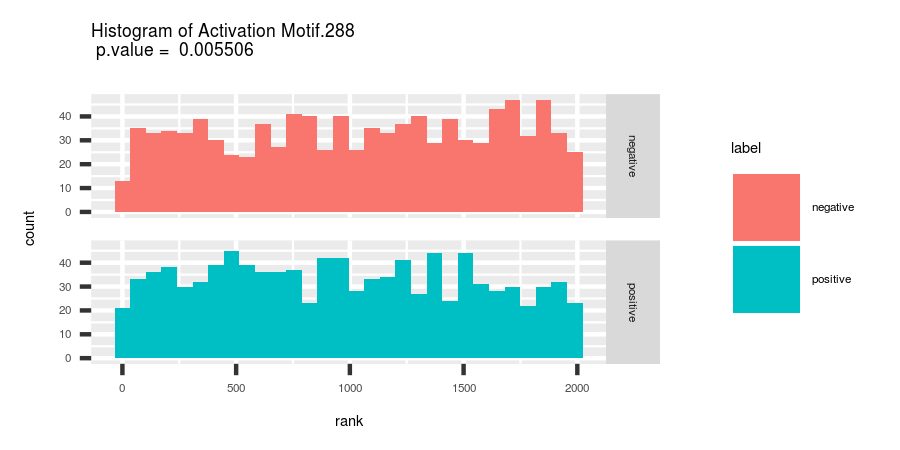 Histogram of Activation Motif.288
p.value =  0.005506
count
40
30
20
10
0
negative
40
30
20
10
0
positive
0
500
1000
1500
2000
rank
label
negative
positive